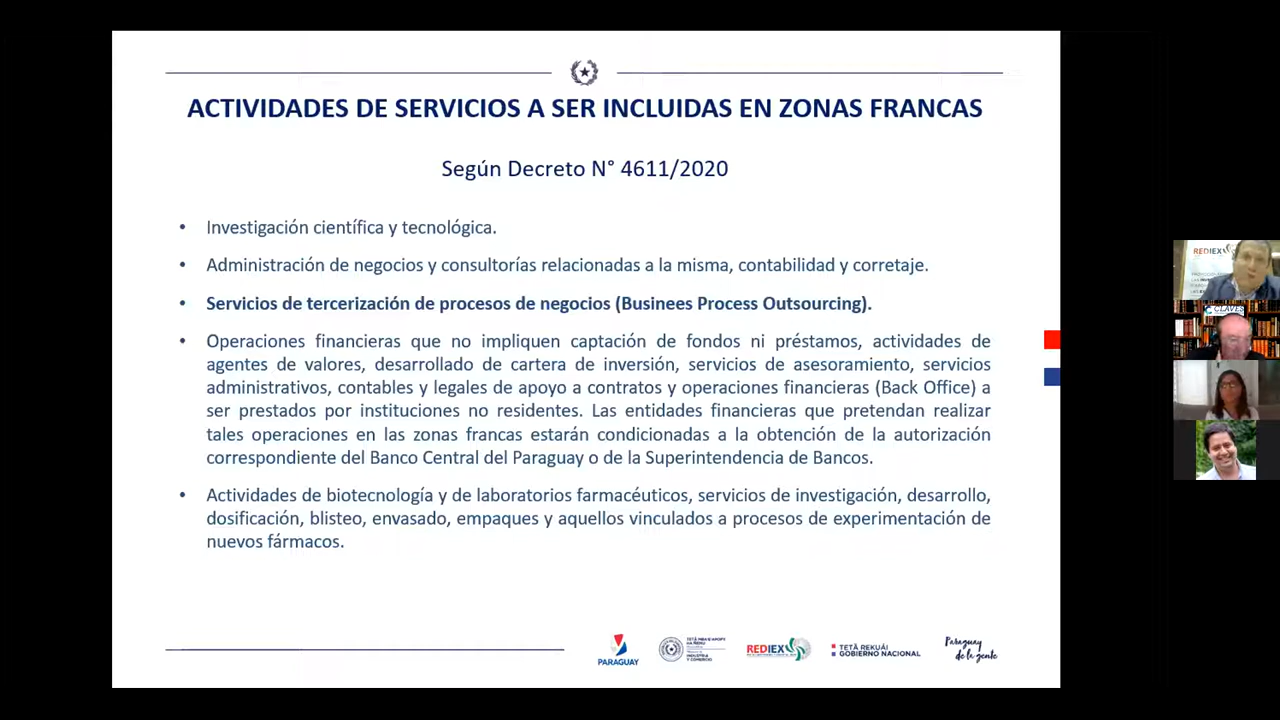 ACTIVIDADES DE SERVICIOS A SER INCLUIDAS EN ZONAS FRANCAS
Según Decreto N° 4611/2020
• Investigación científica y tecnológica.
• Administración de negocios y consultorías relacionadas a la misma, contabilidad y corretaje.
• Servicios de tercerización de procesos de negocios (Businees Process Outsourcing).
• Operaciones financieras que no impliquen captación de fondos ni préstamos, actividades de
agentes de valores, desarrollado de cartera de inversión, servicios de asesoramiento, servicios
administrativos, contables y legales de apoyo a contratos y operaciones financieras (Back Office) a
ser prestados por instituciones no residentes. Las entidades financieras que pretendan realizar
tales operaciones en las zonas francas estarán condicionadas a la obtención de la autorización
correspondiente del Banco Central del Paraguay o de la Superintendencia de Bancos.
• Actividades de biotecnología y de laboratorios farmacéuticos, servicios de investigación, desarrollo,
dosificación, blisteo, envasado, empaques y aquellos vinculados a procesos de experimentación de
nuevos fármacos.
PARAGUAY
INDUSTRIA
Y COMERCIO
REDIEX
TETÃ REKUÁI
GOBIERNO NACIONAL
Paraguay
de la gente
REDIEX
CLAVES